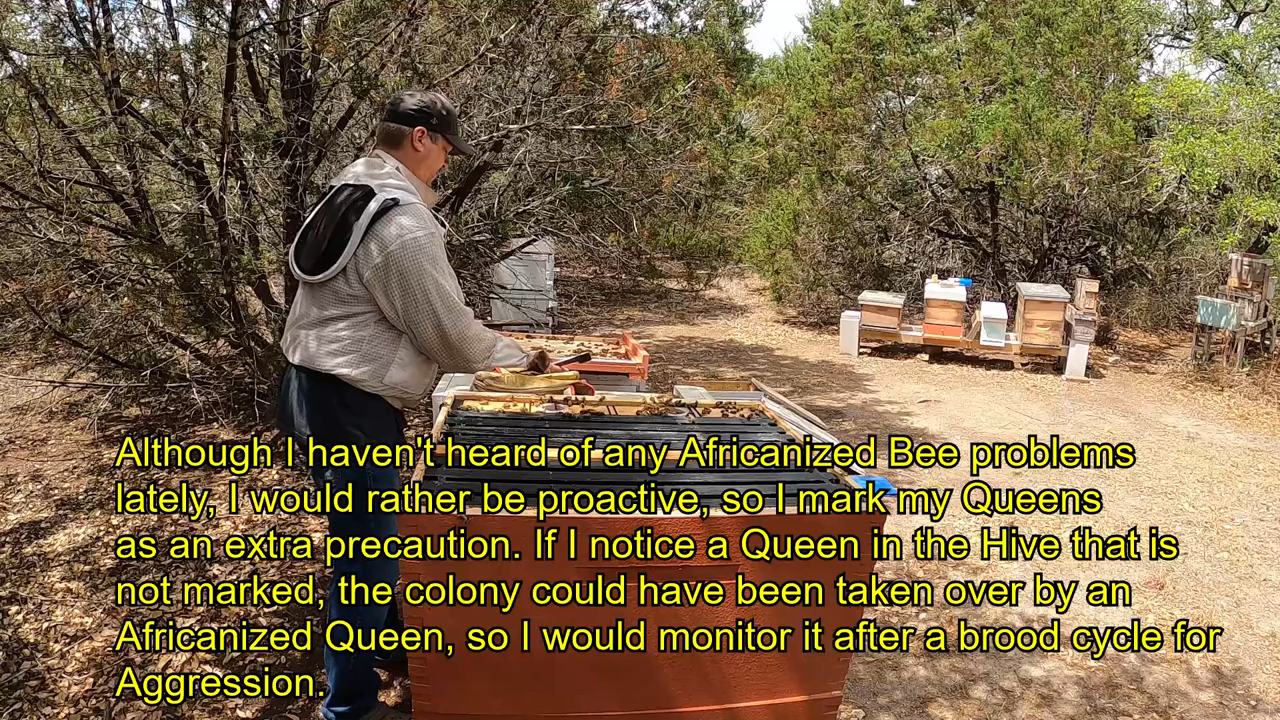 Although I haven't heard of any Africanized Bee problems
lately, I would rather be proactive, so I mark my Queens
as an extra precaution. If I notice a Queen in the Hive that is
not marked, the colony could have been taken over by an
Africanized Queen, so I would monitor it after a brood cycle for
Aggression.